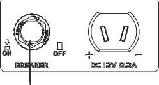 ON OFF
+ -
BREAKER DC 12V 0.2A